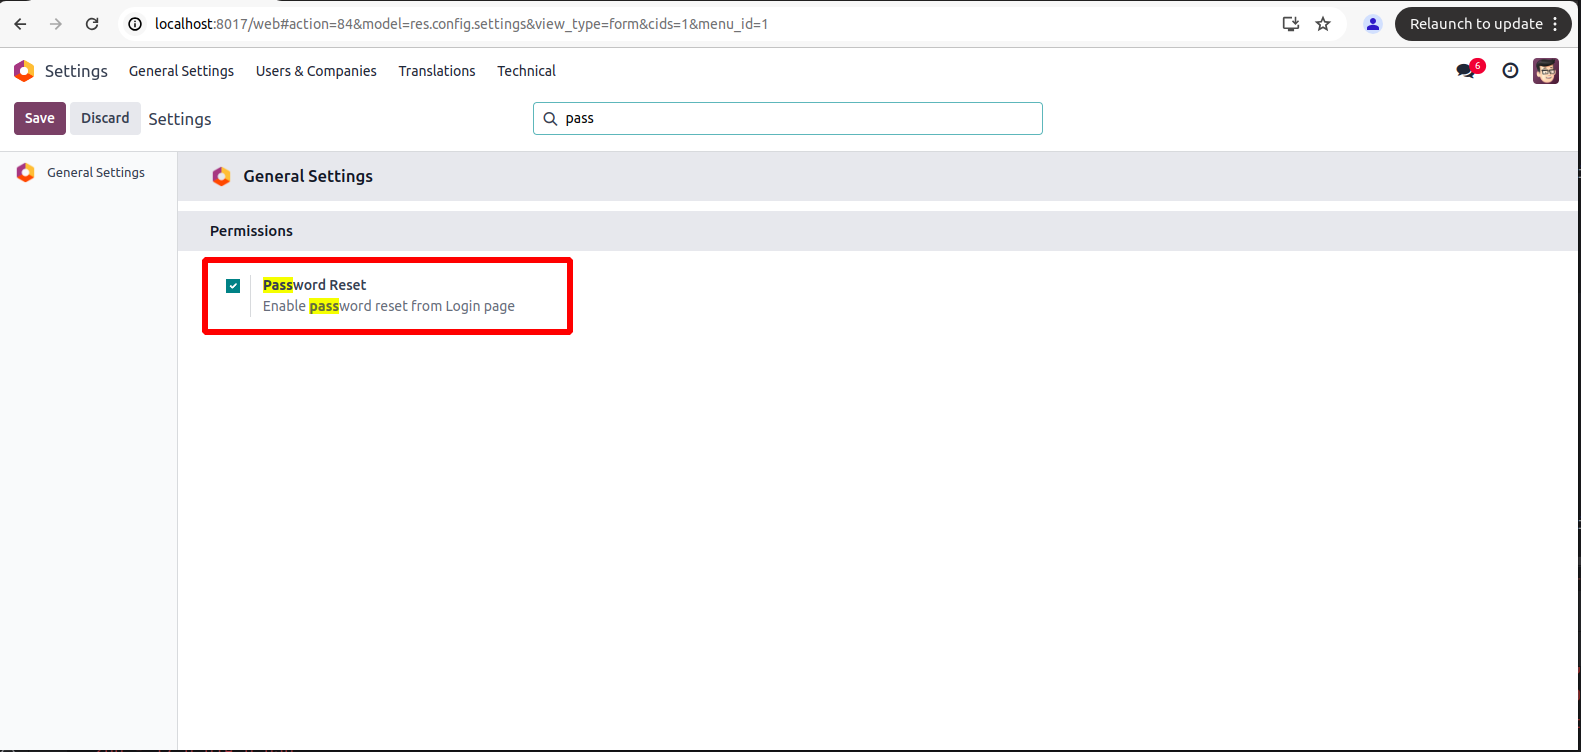 localhost:8017/web#action=84&model=res.config.settings&view_type=form&cids=1&menu_id=1
Relaunch to update
Settings General Settings Users & Companies Translations Technical
6
Save Discard Settings
pass
General Settings
General Settings
Permissions
Password Reset
Enable password reset from Login page